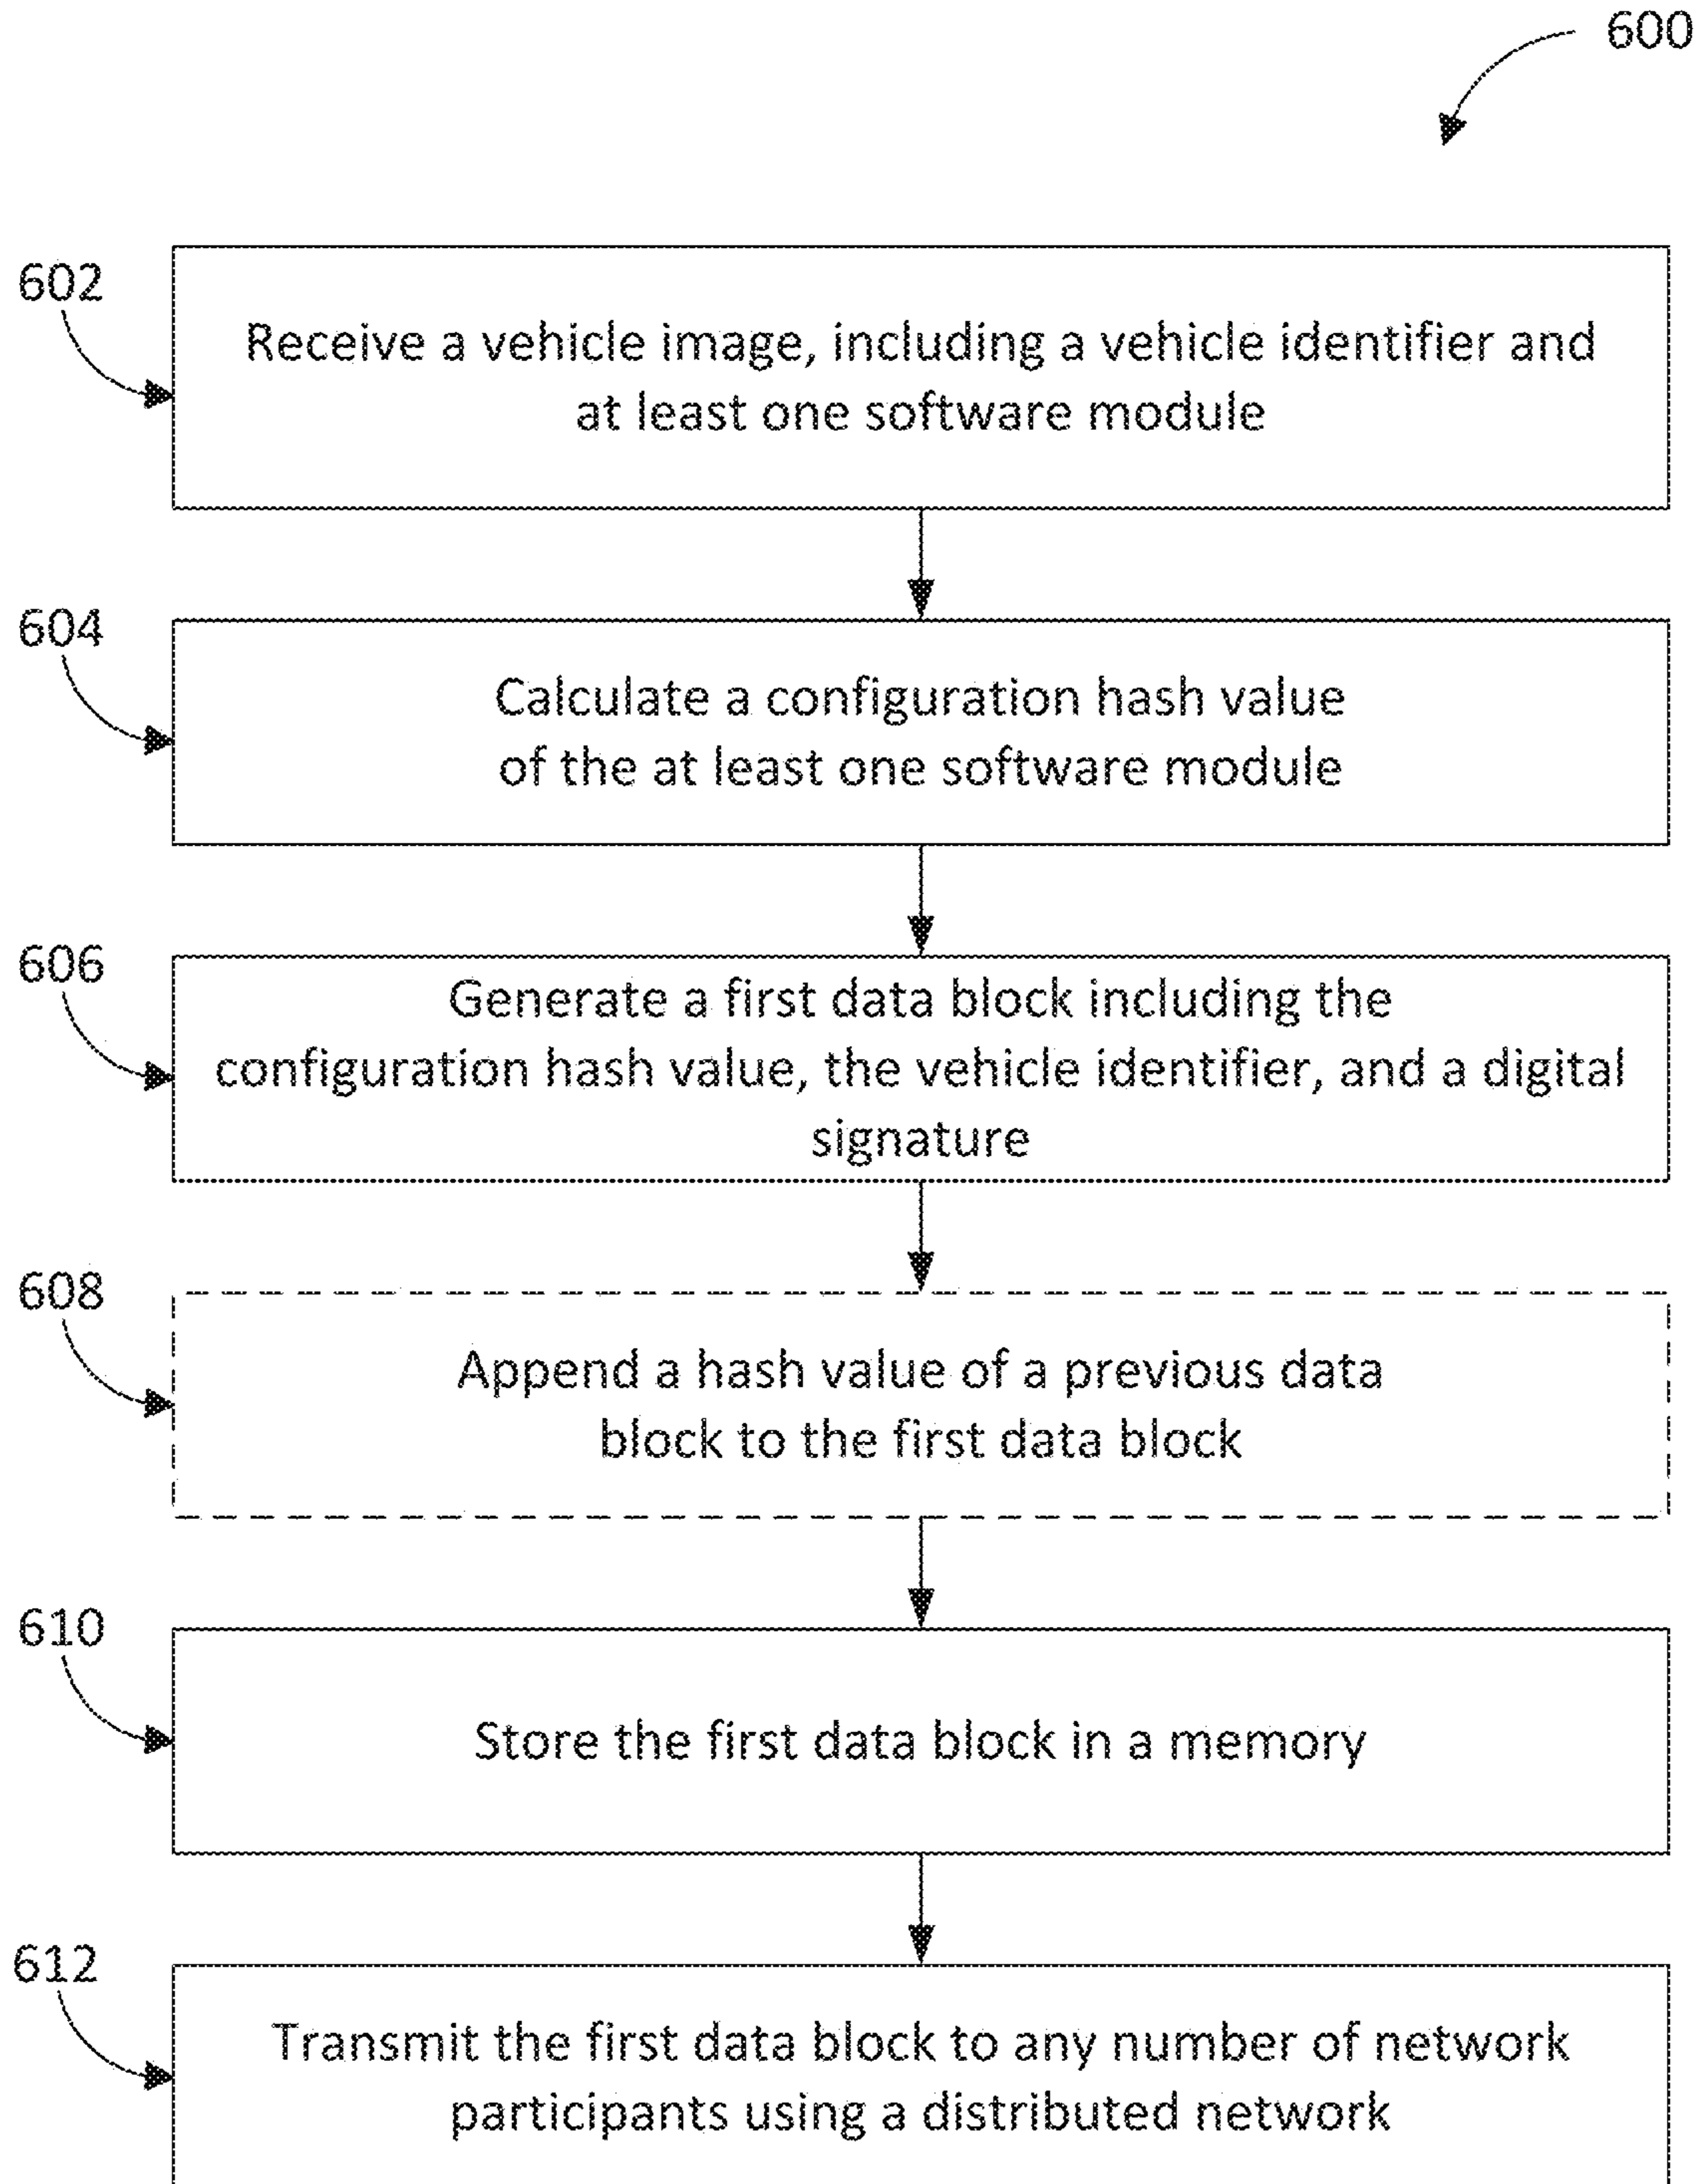 600
602
Receive a vehicle image, including a vehicle identifier and
at least one software module
604
Calculate a configuration hash value
of the at least one software module
606
Generate a first data block including the
configuration hash value, the vehicle identifier, and a digital
signature
608
Append a hash value of a previous data
block to the first data block
610
Store the first data block in a memory
612
Transmit the first data block to any number of network
participants using a distributed network